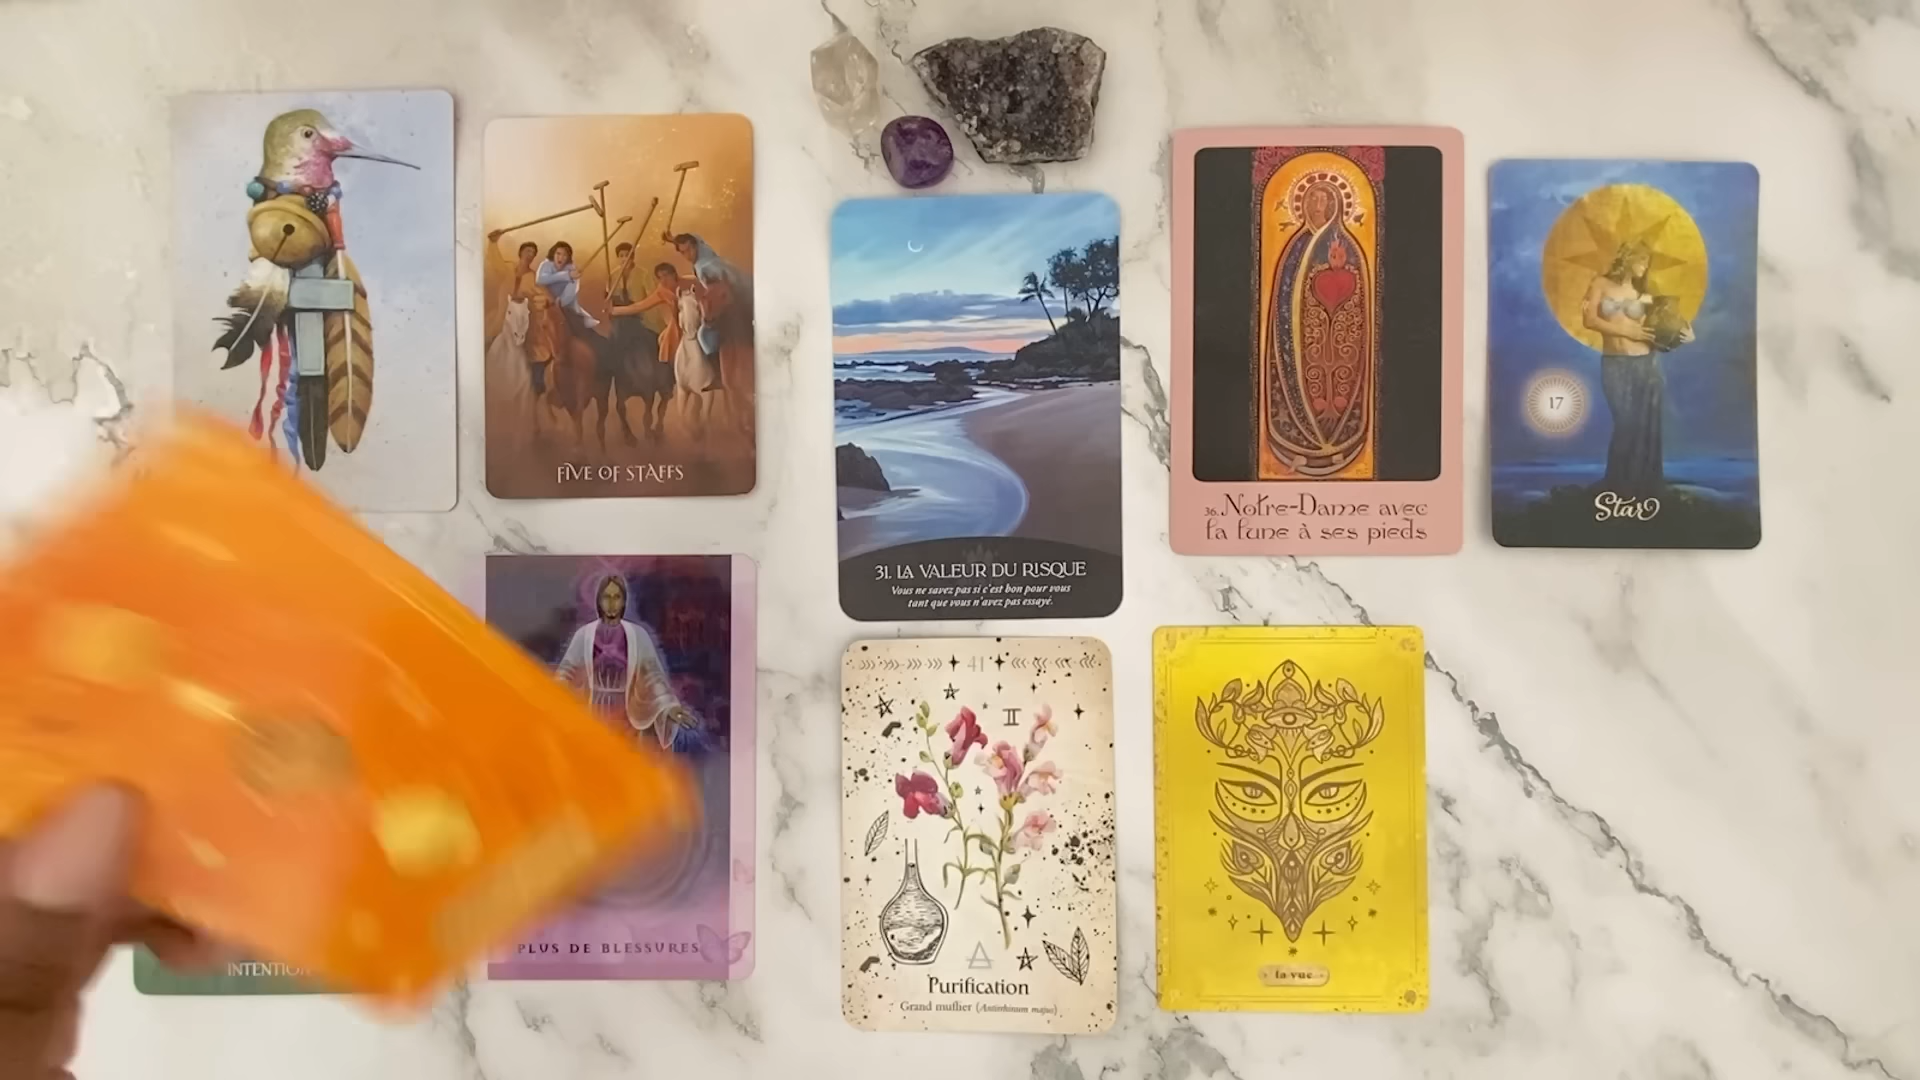 FIVE OF STAFFS
31. LA VALEUR DU RISQUE
Vous ne savez pas si c'est bon pour vous
tant que vous n'avez pas essayé.
36. Notre-Dame avec
la lune à ses pieds
17
Star
INTENTION
PLUS DE BLESSURES
41
Purification
Grand muflier (Antirrhinum majus)
la vue